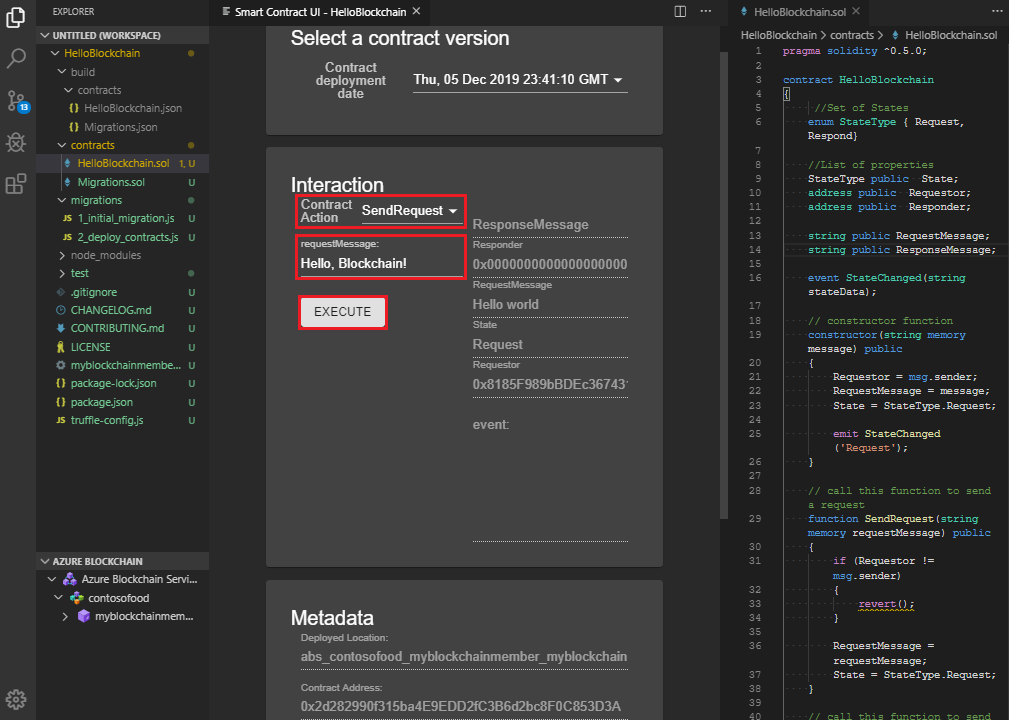 EXPLORER
UNTITLED (WORKSPACE)
HelloBlockchain
build
contracts
HelloBlockchain.json
Migrations.json
contracts
HelloBlockchain.sol 1, U
Migrations.sol U
migrations
JS 1_initial_migration.js U
JS 2_deploy_contracts.js U
node_modules
test
.gitignore U
CHANGELOG.md U
CONTRIBUTING.md U
LICENSE U
myblockchainmembe... U
{} package-lock.json U
{} package.json U
JS truffle-config.js U
13
AZURE BLOCKCHAIN
Azure Blockchain Servi...
contosofood
myblockchainmem...
Smart Contract UI - HelloBlockchain
Select a contract version
Contract
deployment
date
Thu, 05 Dec 2019 23:41:10 GMT
Interaction
Contract
Action
SendRequest
requestMessage:
Hello, Blockchain!
EXECUTE
ResponseMessage
Responder
0x0000000000000000000
RequestMessage
Hello world
State
Request
Requestor
event:
Metadata
Deployed Location:
abs_contosofood_myblockchainmember_myblockchain
Contract Address:
0x2d282990f315ba4E9EDD2fC3B6d2bc8F0C853D3A
HelloBlockchain.sol
HelloBlockchain > contracts > HelloBlockchain.sol
1 pragma solidity ^0.5.0;
2
3 contract HelloBlockchain
4 {
5 //Set of States
6 enum StateType { Request,
Respond}
7
8 //List of properties
9 StateType public State;
10 address public Requestor;
11 address public Responder;
12
13 string public RequestMessage;
14 string public ResponseMessage;
15
16 event StateChanged(string
stateData);
17
18 // constructor function
19 constructor(string memory
message) public
20 {
21 Requestor = msg.sender;
22 RequestMessage = message;
23 State = StateType.Request;
24
25 emit StateChanged
('Request');
26 }
27
28 // call this function to send
a request
29 function SendRequest(string
memory requestMessage) public
30 {
31 if (Requestor !=
msg.sender)
32 {
33 revert();
34 }
35
36 RequestMessage =
requestMessage;
37 State = StateType.Request;
38 }
39
40 // call this function to send